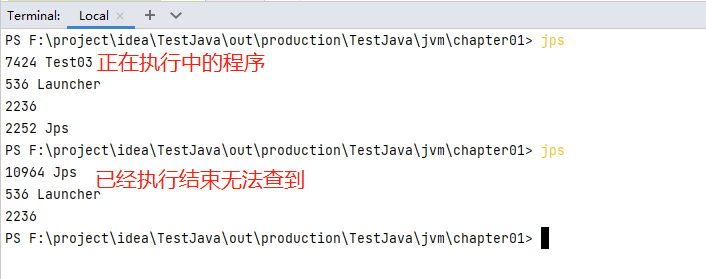 Terminal: Local × + ∨
PS F:\project\idea\TestJava\out\production\TestJava\jvm\chapter01> jps
7424 Test03 正在执行中的程序
536 Launcher
2236
2252 Jps
PS F:\project\idea\TestJava\out\production\TestJava\jvm\chapter01> jps
10964 Jps
已经执行结束无法查到
536 Launcher
2236
PS F:\project\idea\TestJava\out\production\TestJava\jvm\chapter01>